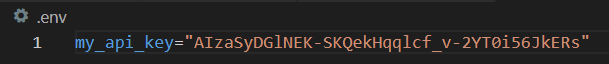 .env
1 my_api_key="AIzaSyDGlNEK-SKQekHqqlcf_v-2YT0i56JkERs"